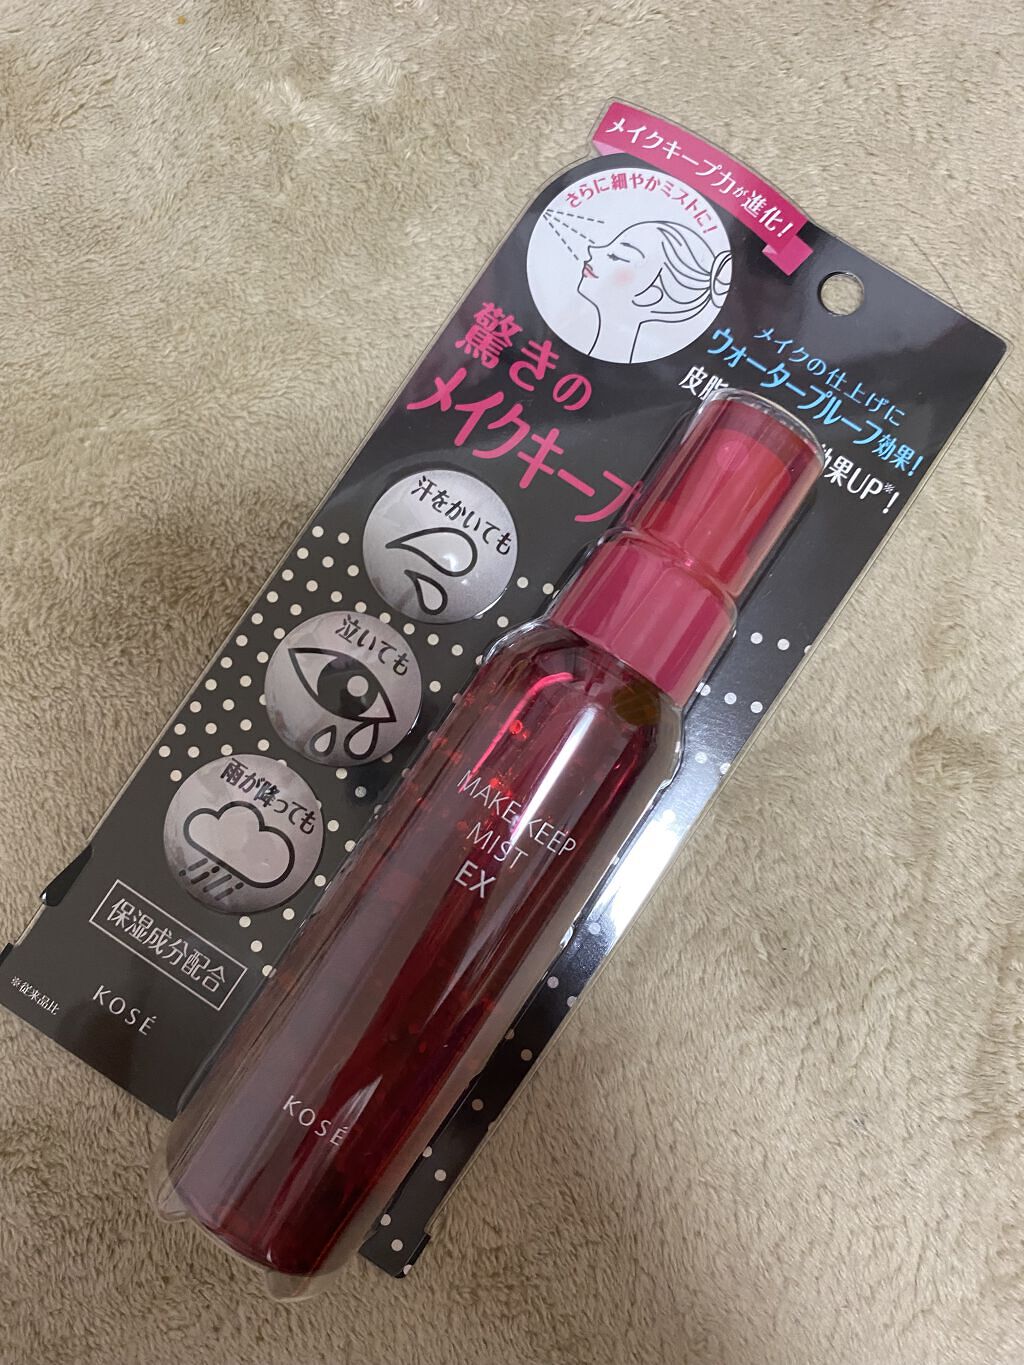 メイクキープ力が進化!
さらに細やかミストに!
驚きの
メイクキープ
メイクの仕上げに
ウォータープルーフ効果!
皮脂
効果UP※!
汗をかいても
泣いても
雨が降っても
保湿成分配合
※従来品比
KOSÉ
MAKE KEEP
MIST
EX
KOSÉ